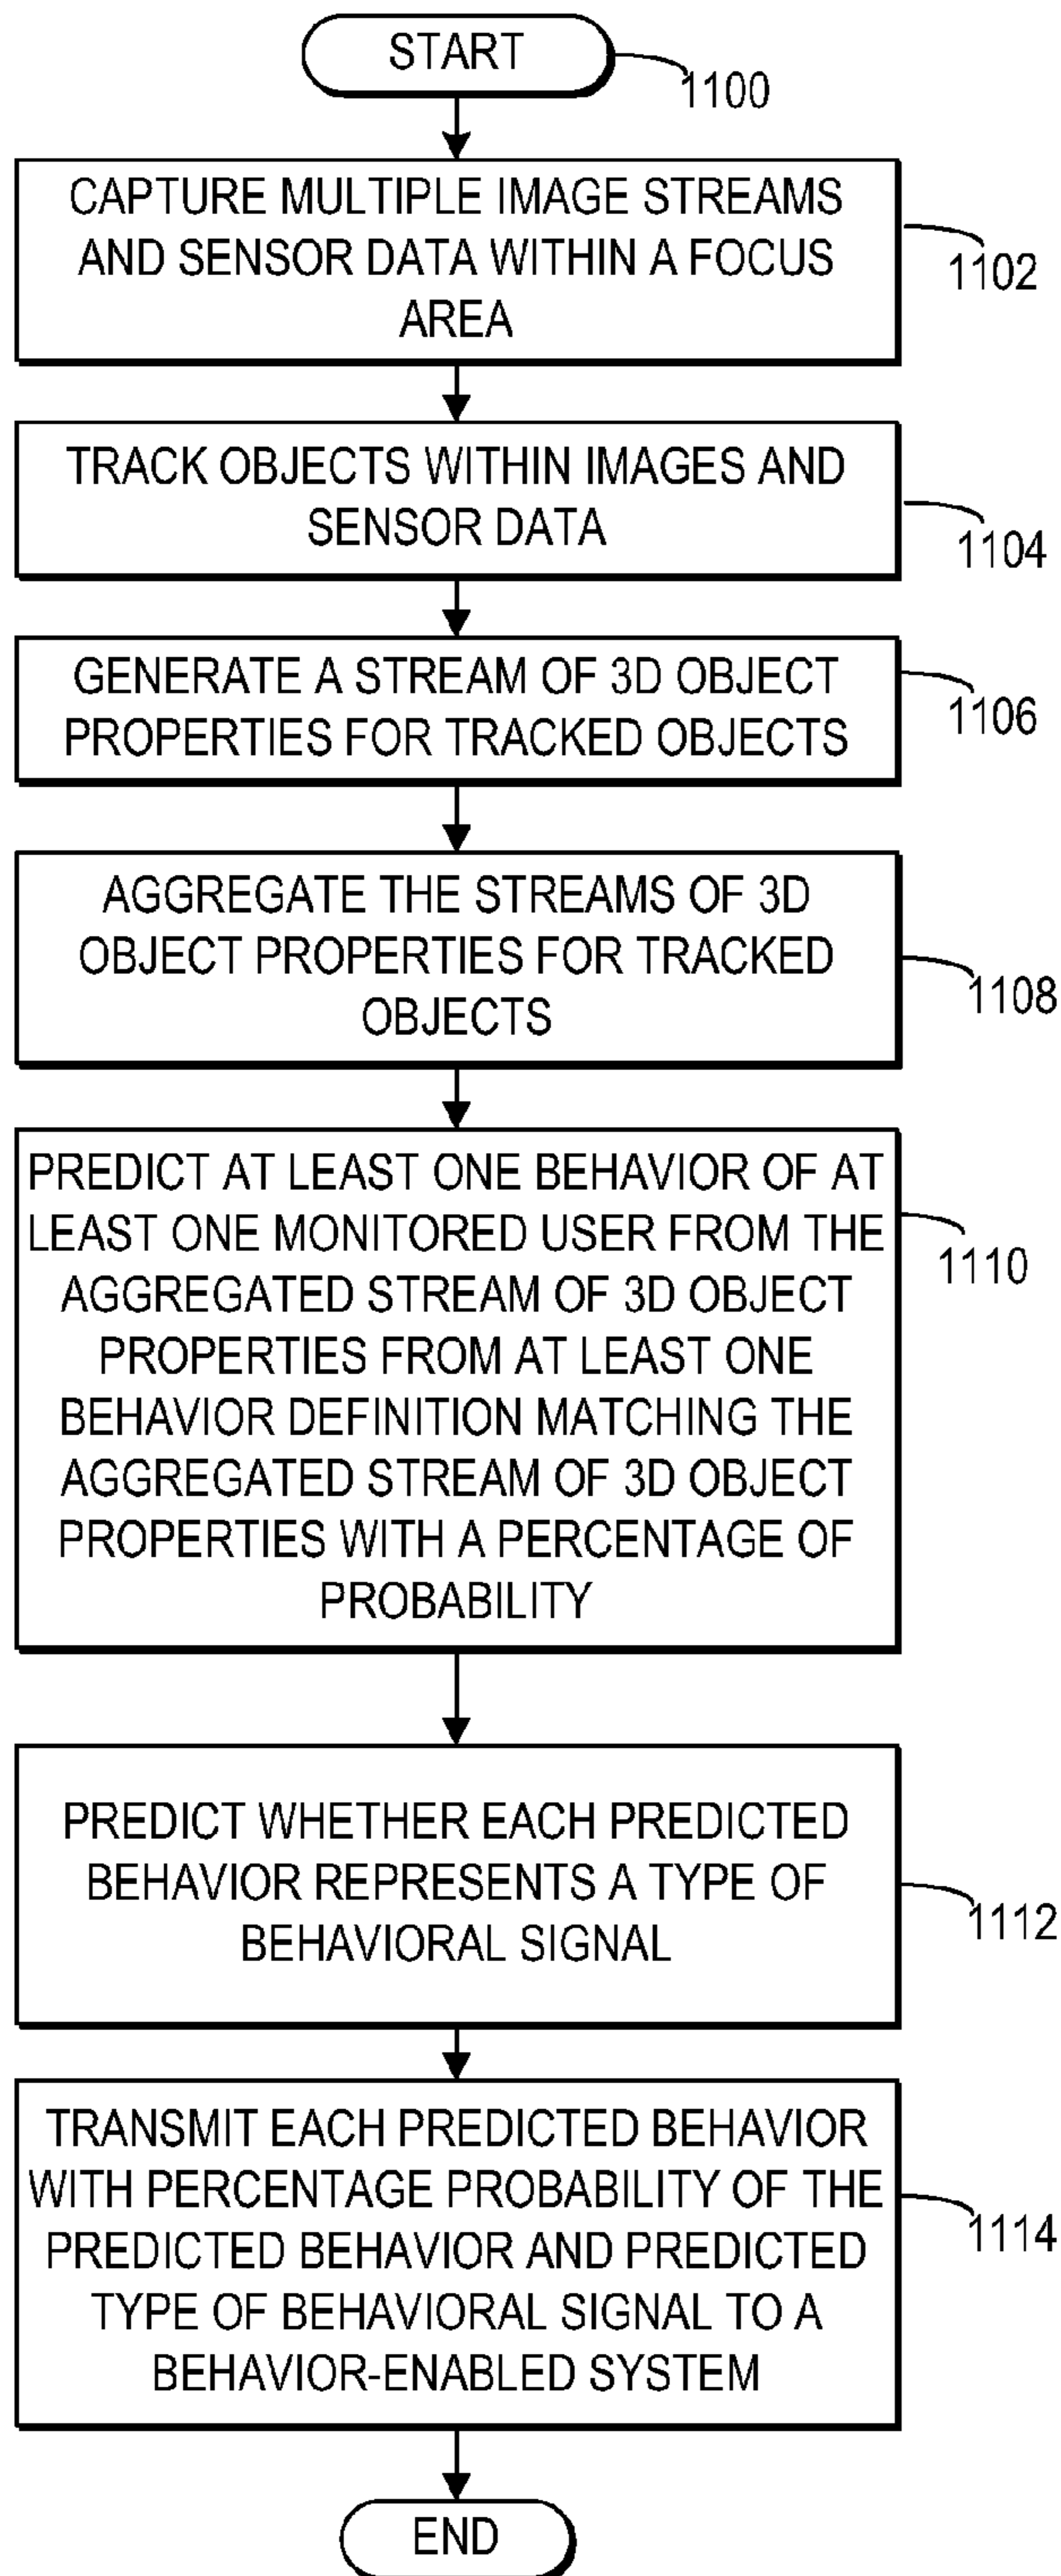 START
1100
CAPTURE MULTIPLE IMAGE STREAMS
AND SENSOR DATA WITHIN A FOCUS
AREA
1102
TRACK OBJECTS WITHIN IMAGES AND
SENSOR DATA
1104
GENERATE A STREAM OF 3D OBJECT
PROPERTIES FOR TRACKED OBJECTS
1106
AGGREGATE THE STREAMS OF 3D
OBJECT PROPERTIES FOR TRACKED
OBJECTS
1108
PREDICT AT LEAST ONE BEHAVIOR OF AT
LEAST ONE MONITORED USER FROM THE
AGGREGATED STREAM OF 3D OBJECT
PROPERTIES FROM AT LEAST ONE
BEHAVIOR DEFINITION MATCHING THE
AGGREGATED STREAM OF 3D OBJECT
PROPERTIES WITH A PERCENTAGE OF
PROBABILITY
1110
PREDICT WHETHER EACH PREDICTED
BEHAVIOR REPRESENTS A TYPE OF
BEHAVIORAL SIGNAL
1112
TRANSMIT EACH PREDICTED BEHAVIOR
WITH PERCENTAGE PROBABILITY OF THE
PREDICTED BEHAVIOR AND PREDICTED
TYPE OF BEHAVIORAL SIGNAL TO A
BEHAVIOR-ENABLED SYSTEM
1114
END